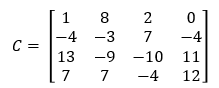 C = [1 8 2 0
-4 -3 7 -4
13 -9 -10 11
7 7 -4 12]